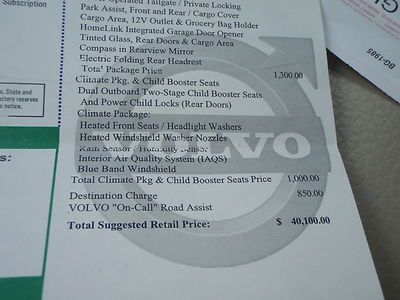 Operated Tailgate / Private Locking
Park Assist, Front and Rear / Cargo Cover
Cargo Area, 12V Outlet & Grocery Bag Holder
HomeLink Integrated Garage Door Opener
Tinted Glass, Rear Doors & Cargo Area
Compass in Rearview Mirror
Electric Folding Rear Headrest
Total Package Price 1,300.00
Climate Pkg. & Child Booster Seats
Dual Outboard Two-Stage Child Booster Seats
And Power Child Locks (Rear Doors)
Climate Package:
Heated Front Seats / Headlight Washers
Heated Windshield Washer Nozzles
Rain Sensor / Humidity Sensor
Interior Air Quality System (IAQS)
Blue Band Windshield
Total Climate Pkg & Child Booster Seats Price 1,000.00
Destination Charge 850.00
VOLVO "On-Call" Road Assist
Total Suggested Retail Price: $ 40,100.00
VOLVO
Subscription
, State and
factory reserves
notice.
s:
BG-1985